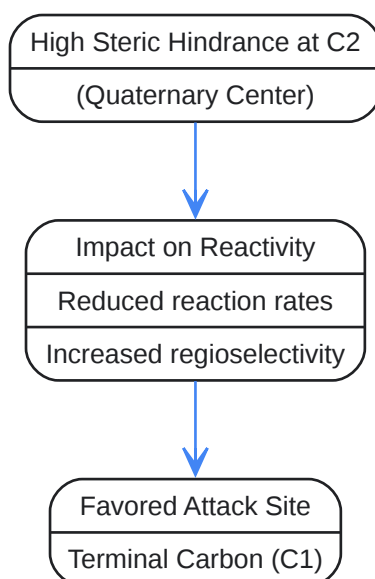 High Steric Hindrance at C2
(Quaternary Center)
Impact on Reactivity
Reduced reaction rates
Increased regioselectivity
Favored Attack Site
Terminal Carbon (C1)